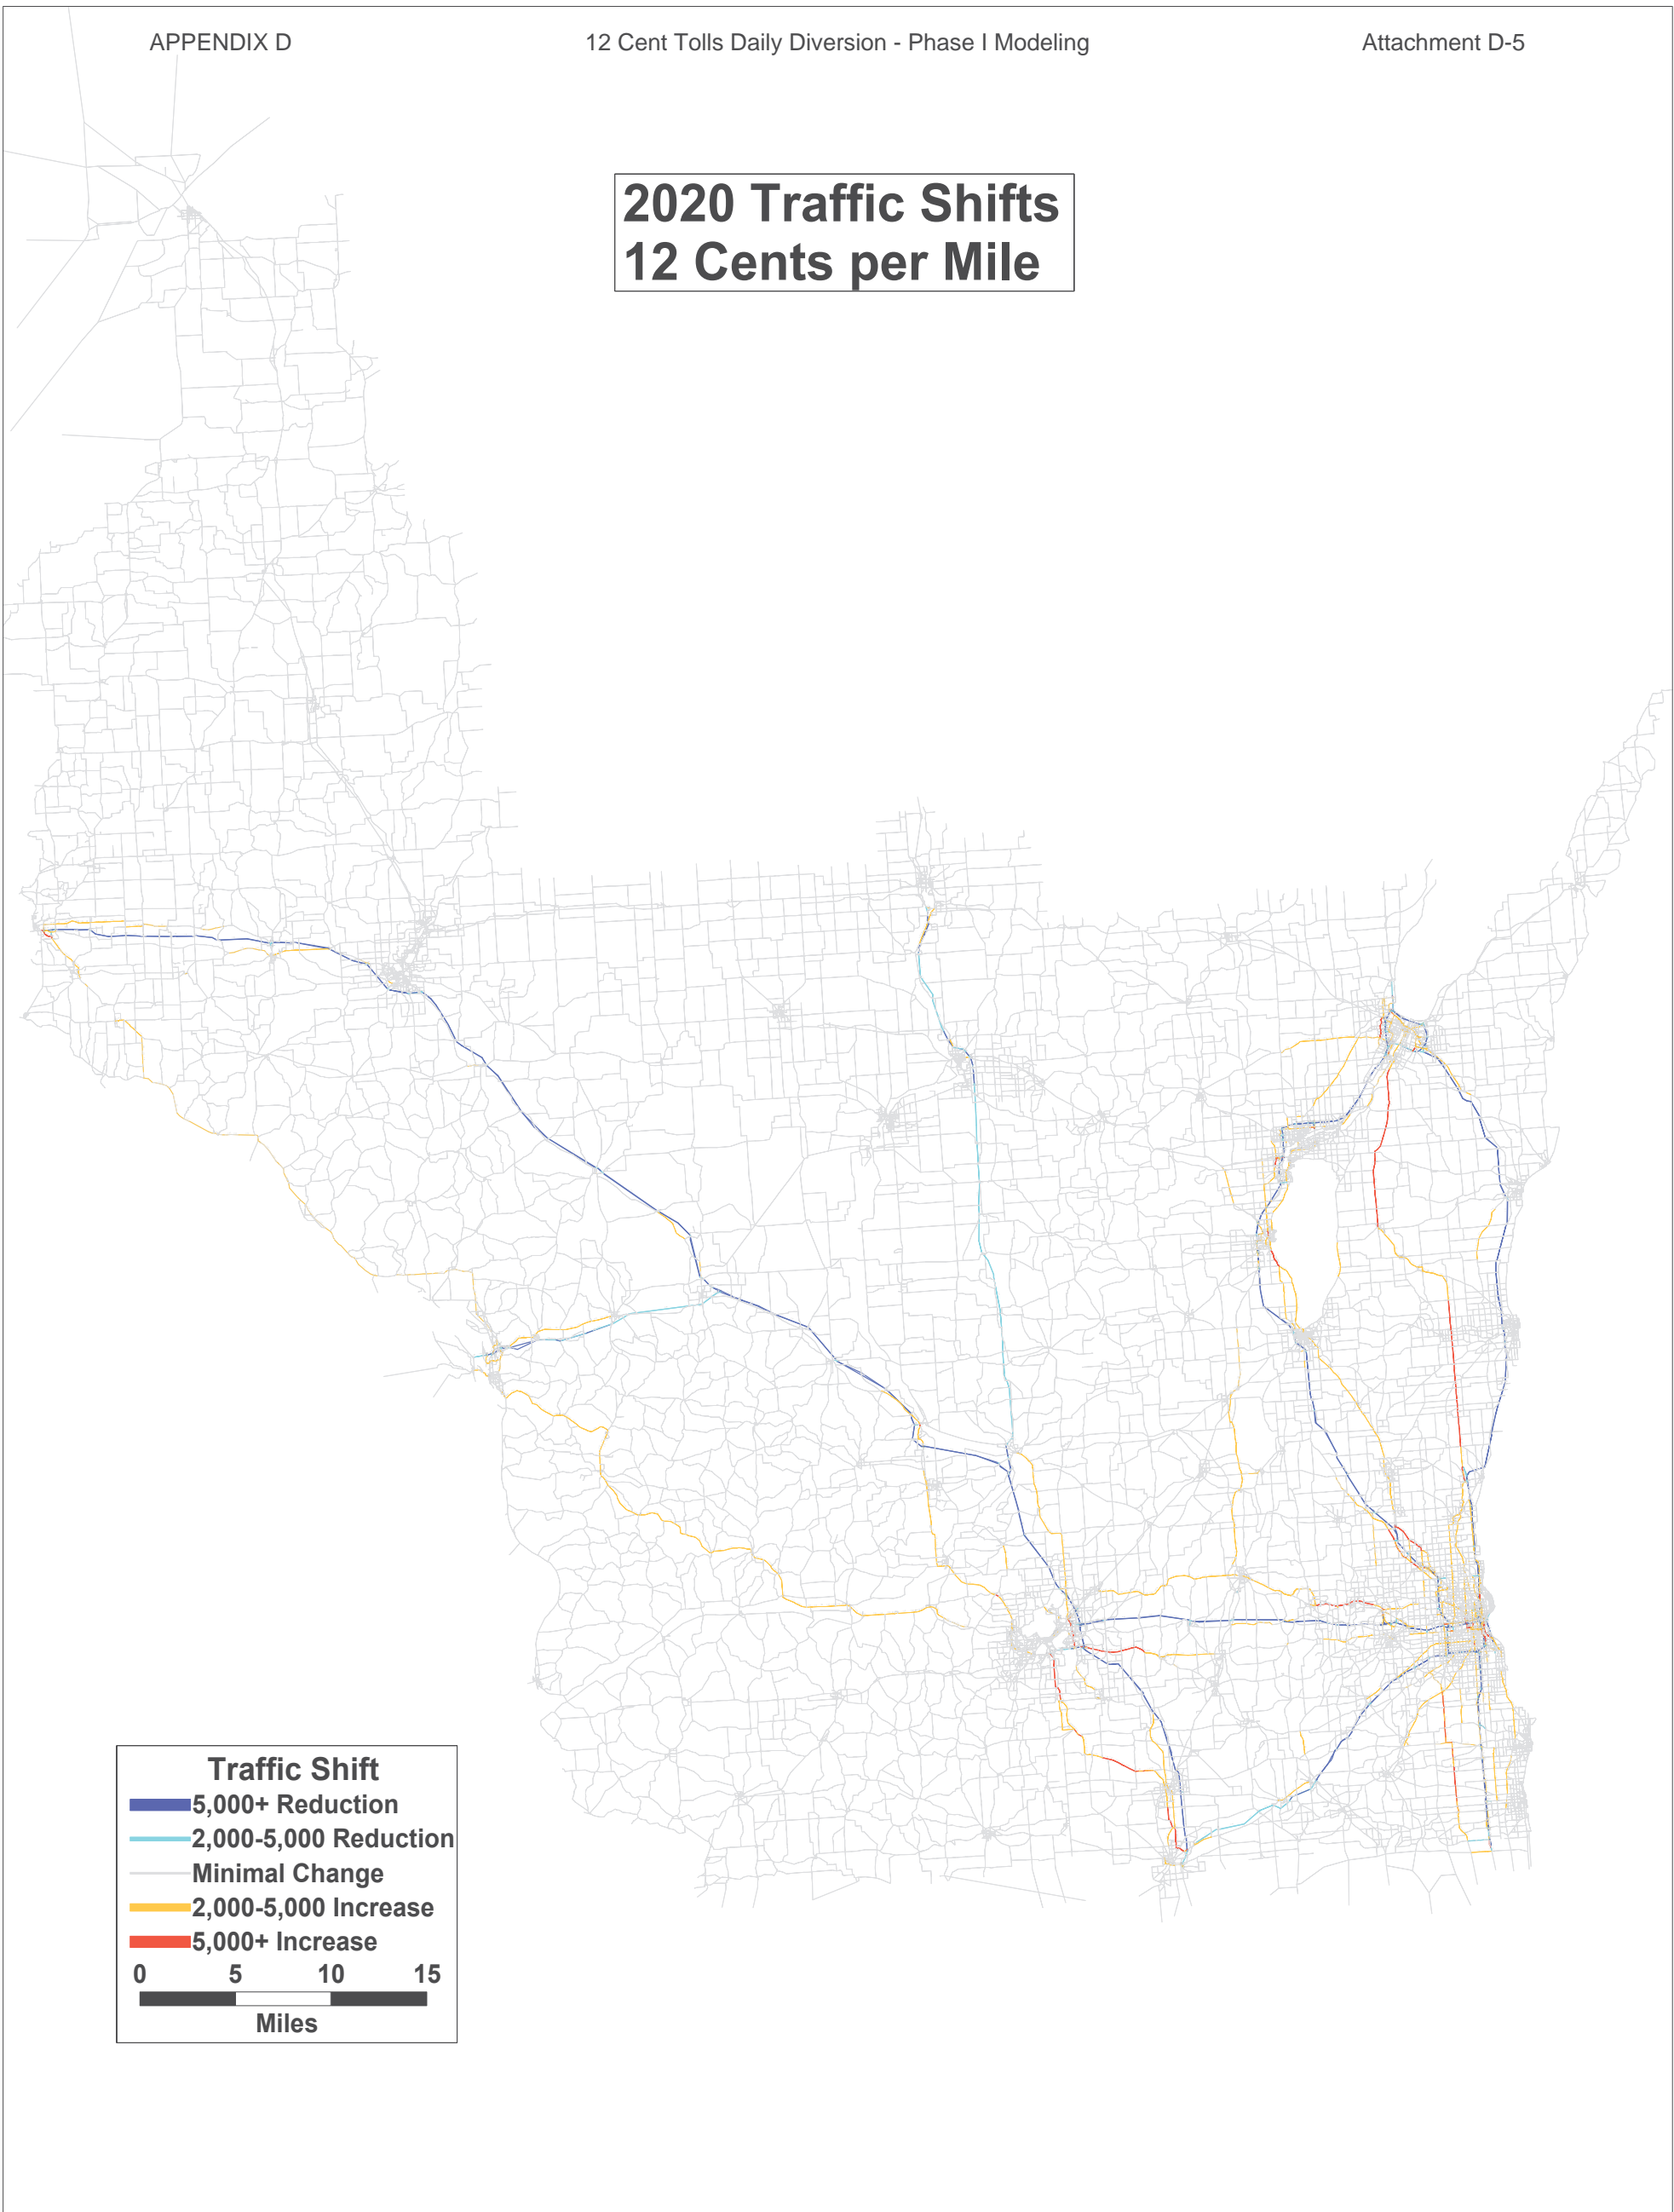 APPENDIX D
12 Cent Tolls Daily Diversion - Phase I Modeling
Attachment D-5
2020 Traffic Shifts
12 Cents per Mile
Traffic Shift
5,000+ Reduction
2,000-5,000 Reduction
Minimal Change
2,000-5,000 Increase
5,000+ Increase
0 5 10 15
Miles